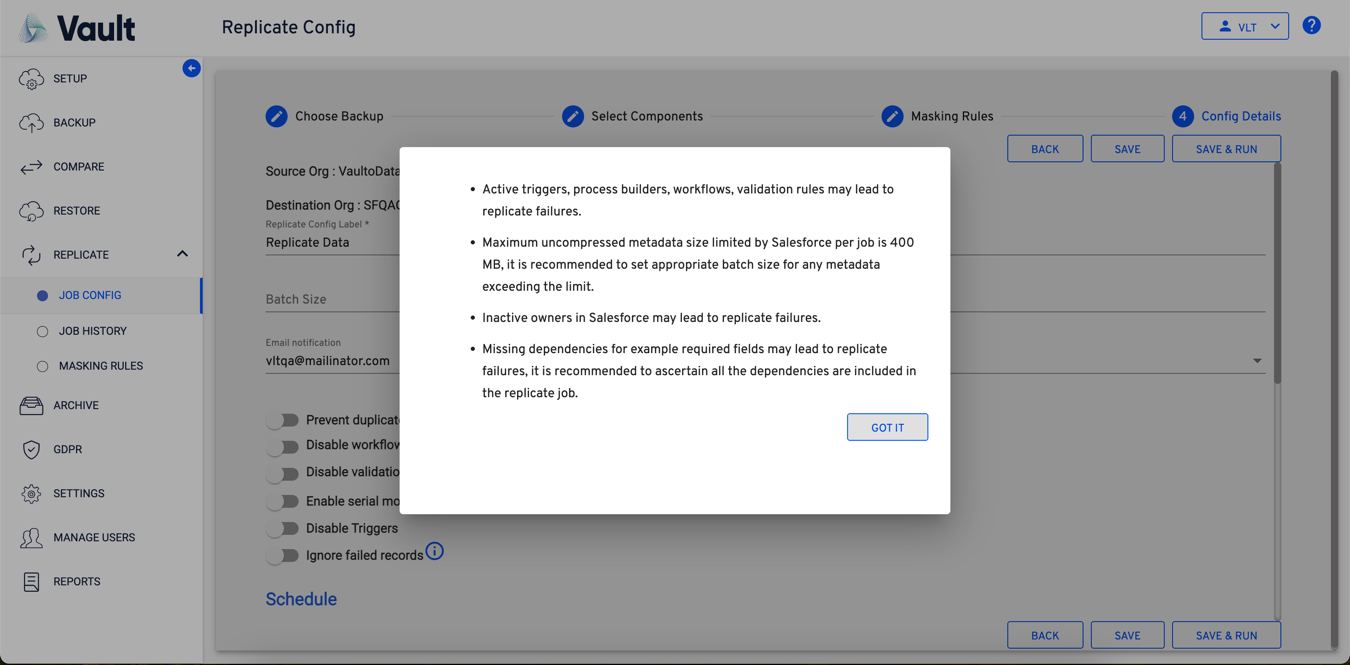 Vault
Replicate Config
VLT
?
SETUP
BACKUP
COMPARE
RESTORE
REPLICATE
JOB CONFIG
JOB HISTORY
MASKING RULES
ARCHIVE
GDPR
SETTINGS
MANAGE USERS
REPORTS
Choose Backup
Select Components
Masking Rules
4 Config Details
BACK SAVE SAVE & RUN
Source Org : VaultoData
Destination Org :
Replicate Config Label *
Replicate Data
Batch Size
Email notification
vltqa@mailinator.com
Prevent
Disable
Disable
Enable serial
Disable Triggers
Ignore failed records
Schedule
BACK SAVE SAVE & RUN
• Active triggers, process builders, workflows, validation rules may lead to
replicate failures.
• Maximum uncompressed metadata size limited by Salesforce per job is 400
MB, it is recommended to set appropriate batch size for any metadata
exceeding the limit.
• Inactive owners in Salesforce may lead to replicate failures.
• Missing dependencies for example required fields may lead to replicate
failures, it is recommended to ascertain all the dependencies are included in
the replicate job.
GOT IT